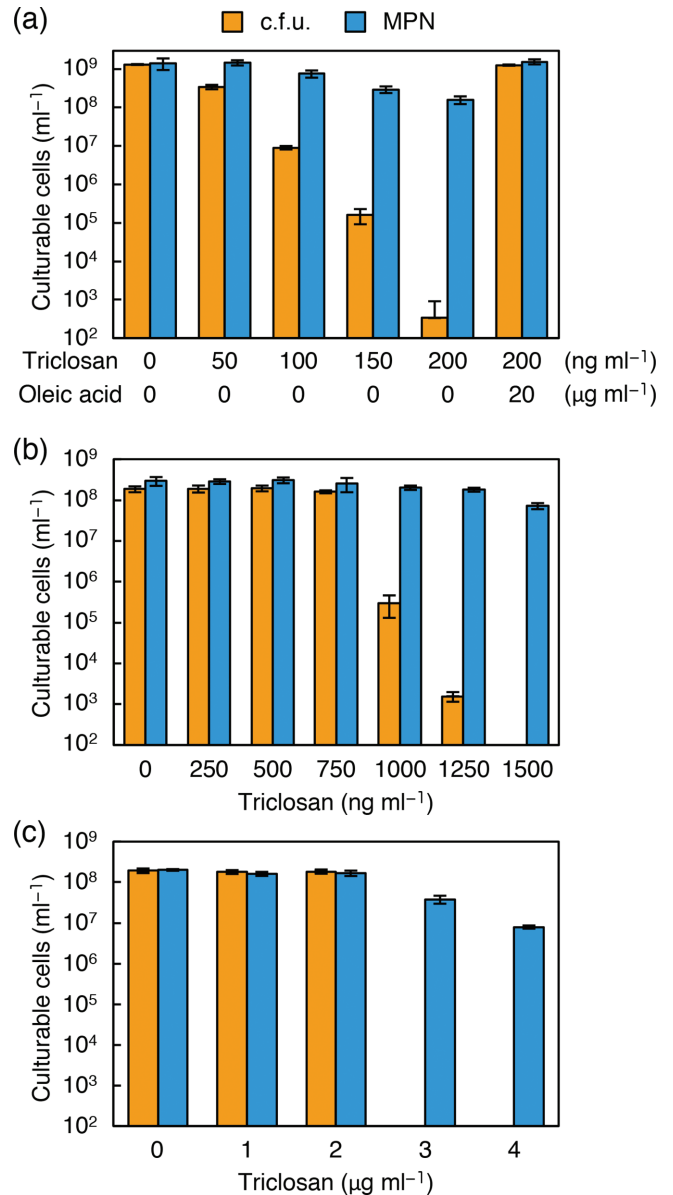 (a)
c.f.u. MPN
Culturable cells (ml⁻¹)
10⁹
10⁸
10⁷
10⁶
10⁵
10⁴
10³
10²
Triclosan 0 50 100 150 200 200 (ng ml⁻¹)
Oleic acid 0 0 0 0 0 20 (μg ml⁻¹)
(b)
Culturable cells (ml⁻¹)
10⁹
10⁸
10⁷
10⁶
10⁵
10⁴
10³
10²
0 250 500 750 1000 1250 1500
Triclosan (ng ml⁻¹)
(c)
Culturable cells (ml⁻¹)
10⁹
10⁸
10⁷
10⁶
10⁵
10⁴
10³
10²
0 1 2 3 4
Triclosan (μg ml⁻¹)